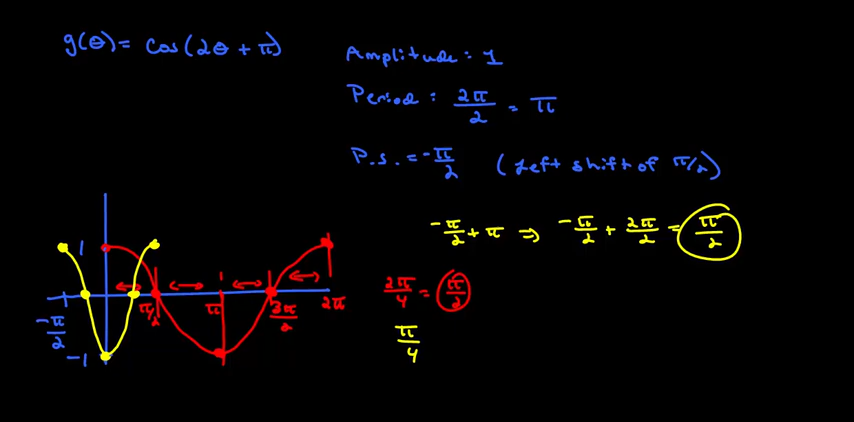 g(θ) = cos(2θ + π)
Amplitude: 1
Period: 2π/2 = π
P.s. = -π/2 (Left shift of π/2)
-π/2 + π ⇒ -π/2 + 2π/2 = π/2
1
-π/2
π/2
π
3π/2
2π
-1
2π/4 = π/2
π/4